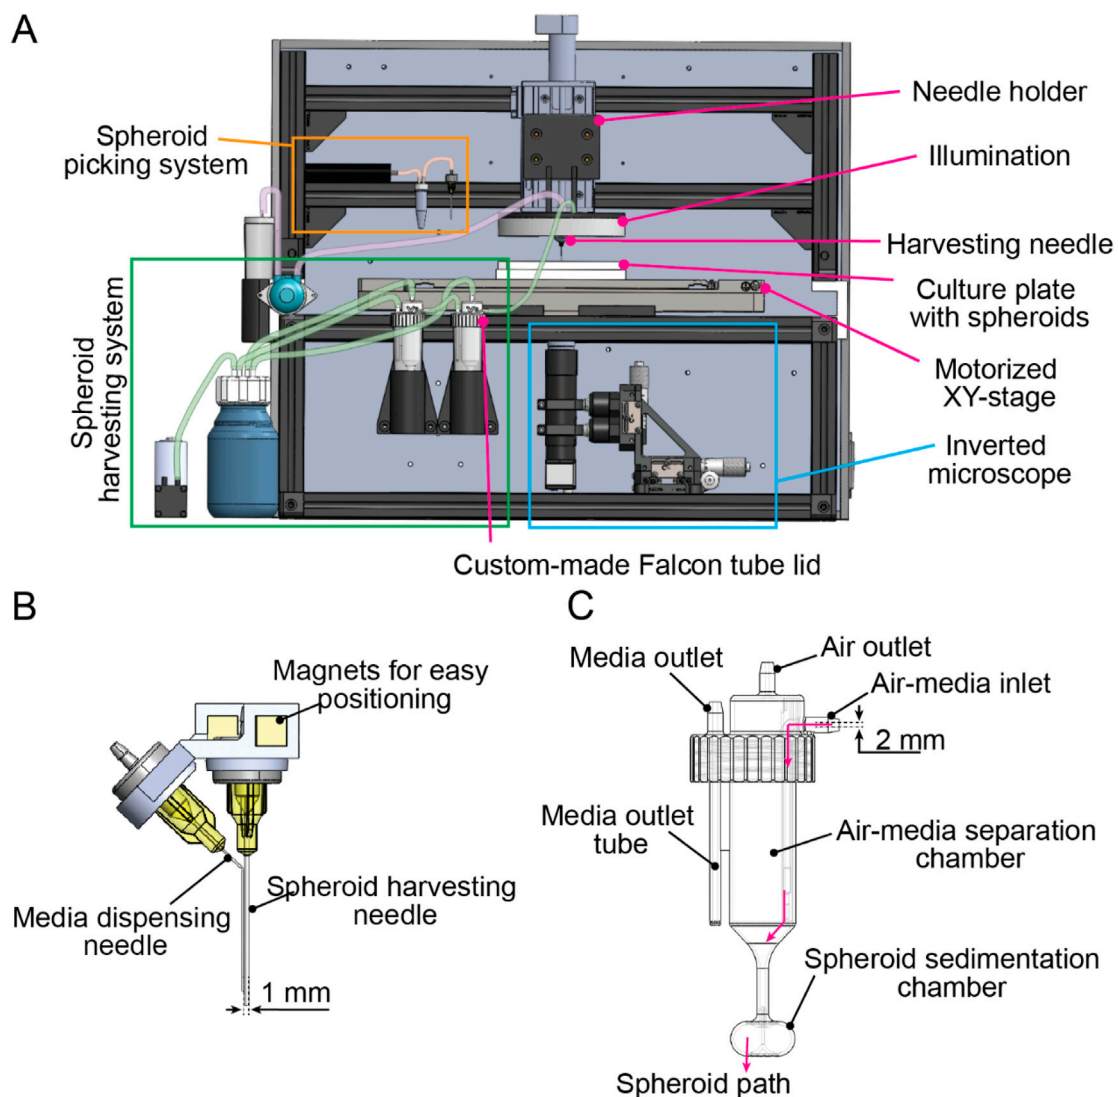 A
Needle holder
Spheroid
picking system
Illumination
Harvesting needle
Culture plate
with spheroids
Spheroid
harvesting system
Motorized
XY-stage
Inverted
microscope
Custom-made Falcon tube lid
B
Magnets for easy
positioning
Media dispensing
needle
Spheroid harvesting
needle
1 mm
C
Media outlet
Air outlet
Air-media inlet
2 mm
Media outlet
tube
Air-media separation
chamber
Spheroid sedimentation
chamber
Spheroid path